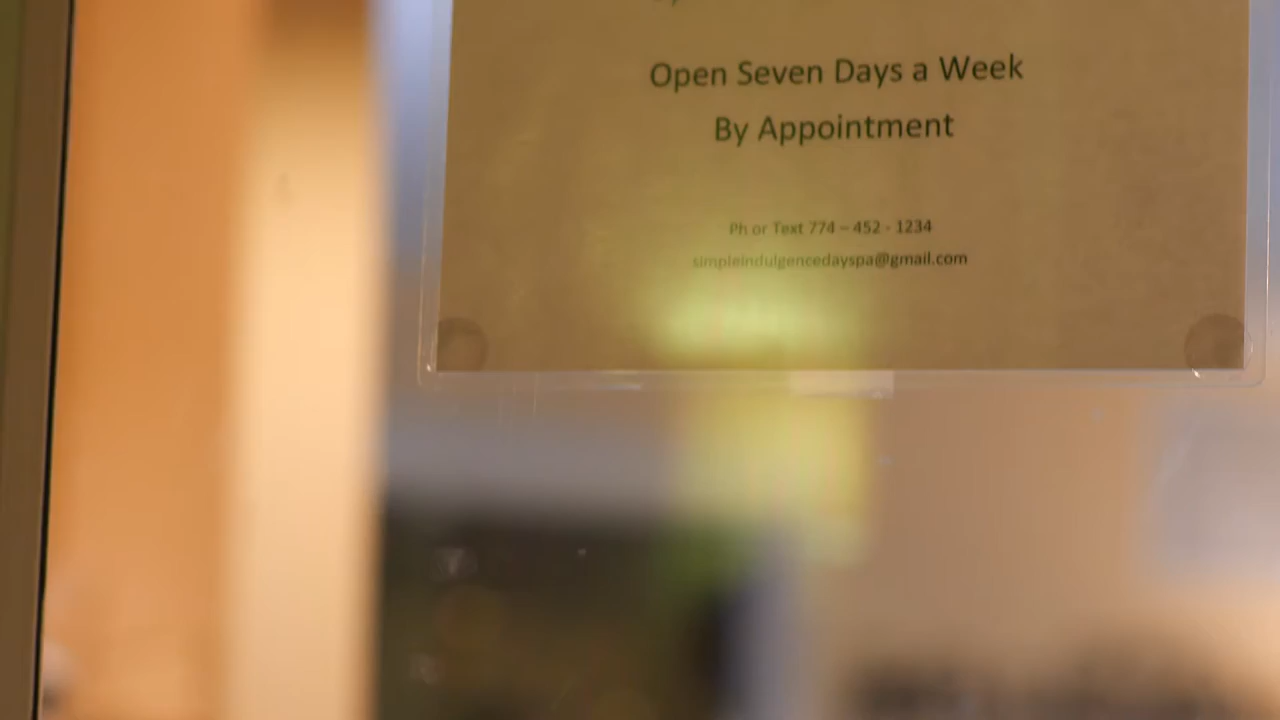 Open Seven Days a Week
By Appointment
Ph or Text 774 – 452 - 1234
simpleindulgencedayspa@gmail.com